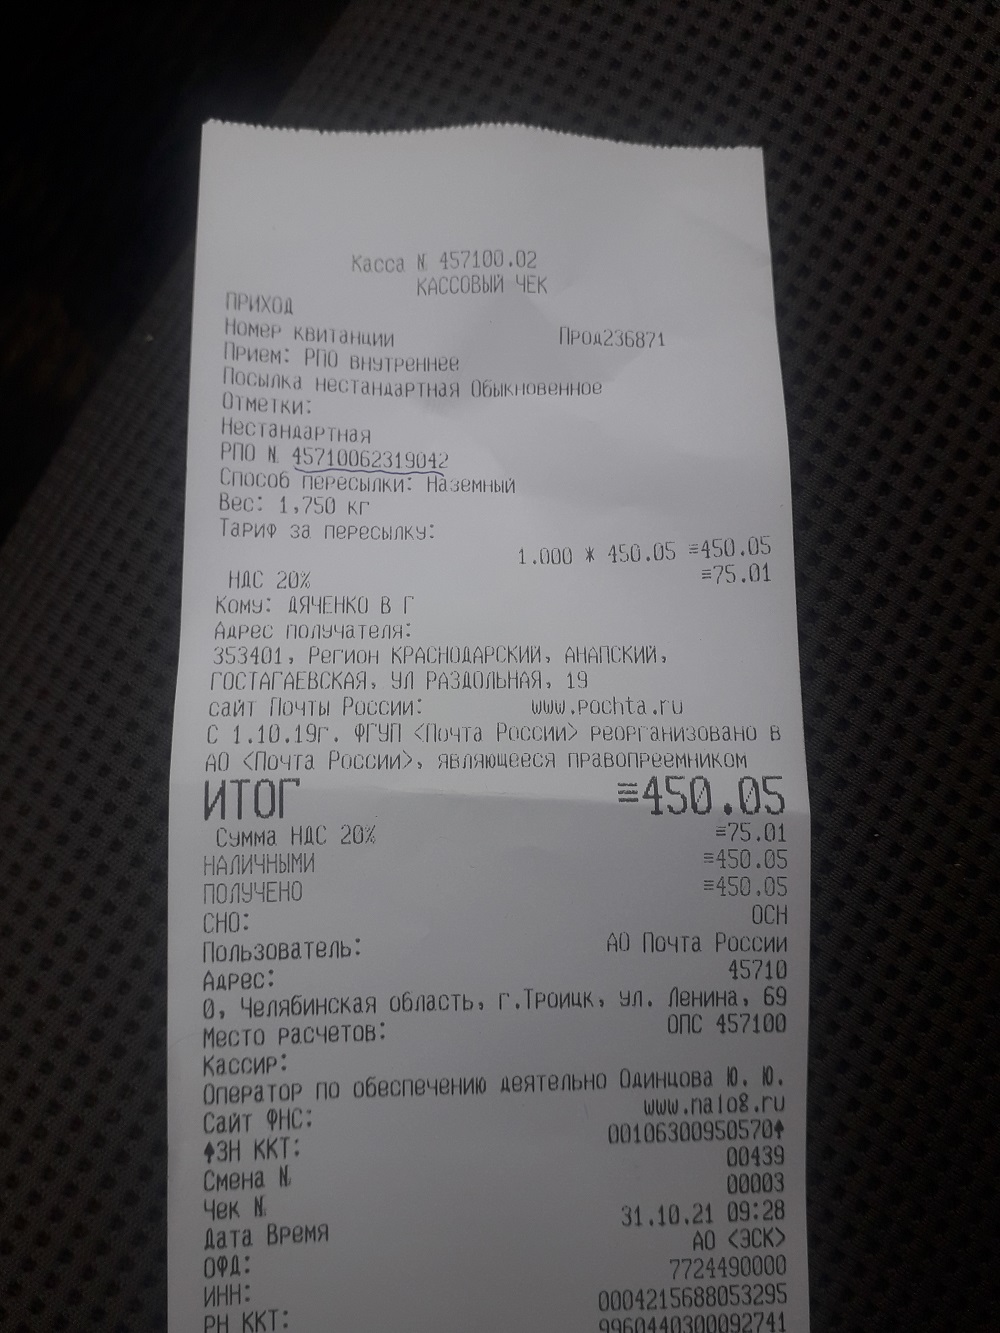 Касса № 457100.02
КАССОВЫЙ ЧЕК
ПРИХОД
Номер квитанции Прод236871
Прием: РПО внутреннее
Посылка нестандартная Обыкновенное
Отметки:
Нестандартная
РПО № 45710062319042
Способ пересылки: Наземный
Вес: 1,750 кг
Тариф за пересылку:
1.000 * 450.05 ≡450.05
НДС 20% ≡75.01
Кому: ДЯЧЕНКО В Г
Адрес получателя:
353401, Регион КРАСНОДАРСКИЙ, АНАПСКИЙ,
ГОСТАГАЕВСКАЯ, УЛ РАЗДОЛЬНАЯ, 19
сайт Почты России: www.pochta.ru
С 1.10.19г. ФГУП <Почта России> реорганизовано в
АО <Почта России>, являющееся правопреемником
ИТОГ ≡450.05
Сумма НДС 20% ≡75.01
НАЛИЧНЫМИ ≡450.05
ПОЛУЧЕНО ≡450.05
СНО: ОСН
Пользователь: АО Почта России
Адрес: 45710
0, Челябинская область, г.Троицк, ул. Ленина, 69
Место расчетов: ОПС 457100
Кассир:
Оператор по обеспечению деятельно Одинцова Ю. Ю.
Сайт ФНС: www.nalog.ru
↑ЗН ККТ: 00106300950570↑
Смена № 00439
Чек № 00003
Дата Время 31.10.21 09:28
ОФД: АО <ЭСК>
ИНН: 7724490000
РН ККТ: 0004215688053295
9960440300092741